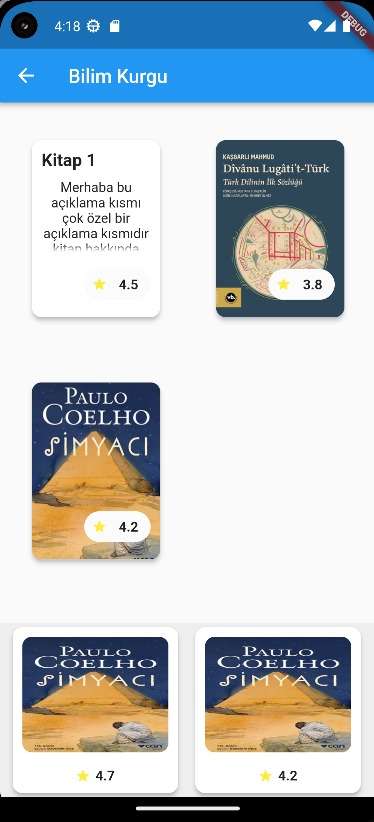 4:18
DEBUG
Bilim Kurgu
Kitap 1
Merhaba bu
açıklama kısmı
çok özel bir
açıklama kısmıdır
kitap hakkında
4.5
KAŞGARLI MAHMUD
Dîvânu Lugâti't-Türk
Türk Dilinin İlk Sözlüğü
3.8
PAULO
COELHO
SİMYACI
4.2
PAULO
COELHO
SİMYACI
can
4.7
PAULO
COELHO
SİMYACI
can
4.2